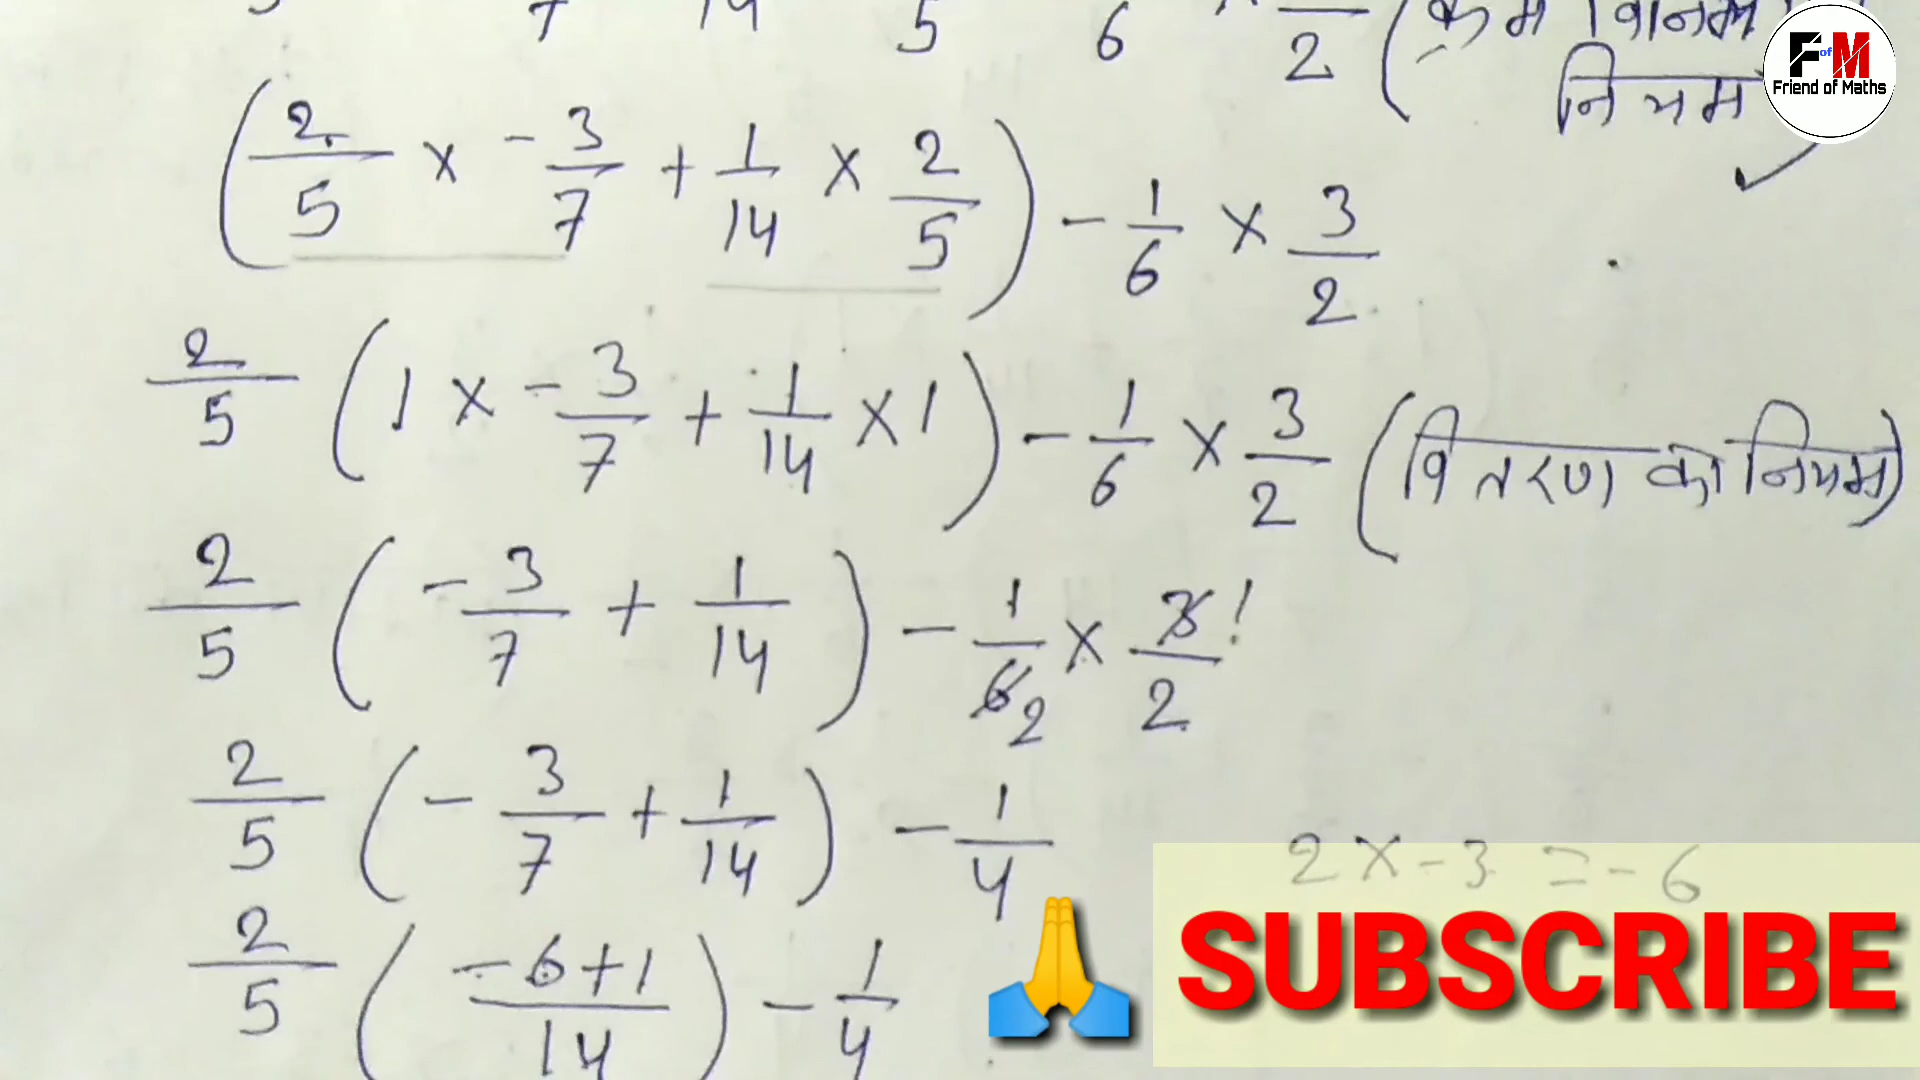 7 14 5 6 × 2 (क्रम विनिमय
नियम
F of M
Friend of Maths
(2/5 × -3/7 + 1/14 × 2/5) - 1/6 × 3/2
2/5 (1 × -3/7 + 1/14 × 1) - 1/6 × 3/2 (वितरण का नियम)
2/5 (-3/7 + 1/14) - 1/6 2 × 3/2 1
2/5 (-3/7 + 1/14) - 1/4
2 × -3 = -6
2/5 (-6+1/14) - 1/4
SUBSCRIBE